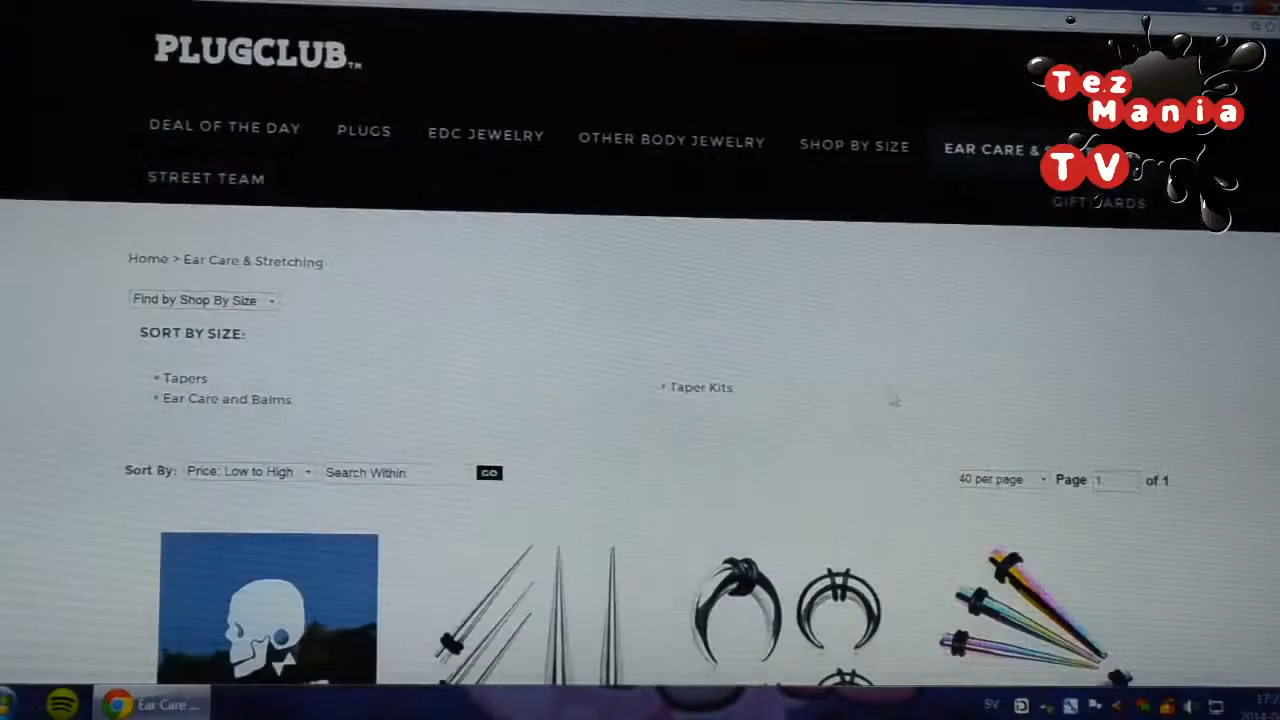 PLUGCLUB™
Tez
Mania
TV
DEAL OF THE DAY
PLUGS
EDC JEWELRY
OTHER BODY JEWELRY
SHOP BY SIZE
EAR CARE &
STREET TEAM
GIFT CARDS
Home > Ear Care & Stretching
Find by Shop By Size
SORT BY SIZE:
Tapers
Taper Kits
Ear Care and Balms
Sort By: Price: Low to High
Search Within
GO
40 per page
Page 1 of 1
Ear Care ...
SV